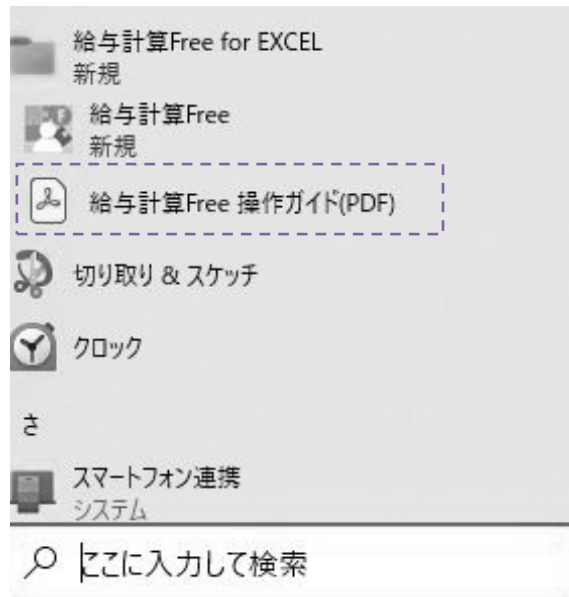 給与計算Free for EXCEL
新規
給与計算Free
新規
給与計算Free 操作ガイド(PDF)
切り取り & スケッチ
クロック
さ
スマートフォン連携
システム
ここに入力して検索